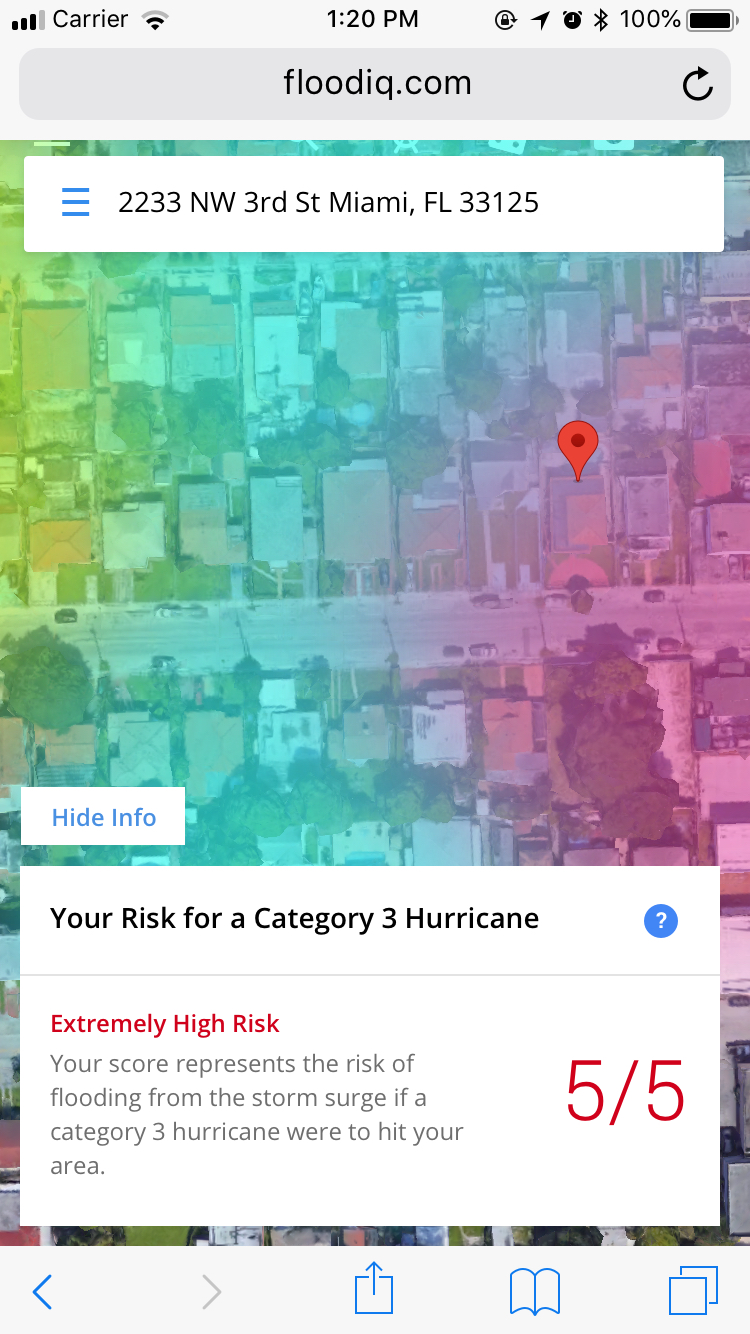 Carrier 1:20 PM 100%
floodiq.com
2233 NW 3rd St Miami, FL 33125
Hide Info
Your Risk for a Category 3 Hurricane ?
Extremely High Risk
Your score represents the risk of
flooding from the storm surge if a
category 3 hurricane were to hit your
area.
5/5